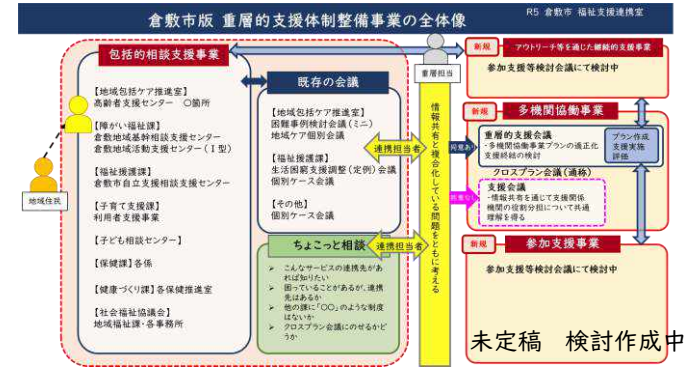 倉敷市版 重層的支援体制整備事業の全体像
R5 倉敷市 福祉支援連携室
包括的相談支援事業
【地域包括ケア推進室】
高齢者支援センター 〇箇所
【障がい福祉課】
倉敷地域基幹相談支援センター
倉敷地域活動支援センター(Ⅰ型)
【福祉援護課】
倉敷市自立支援相談支援センター
【子育て支援課】
利用者支援事業
【子ども相談センター】
【保健課】各係
【健康づくり課】各保健推進室
【社会福祉協議会】
地域福祉課・各事務所
地域住民
既存の会議
【地域包括ケア推進室】
困難事例検討会議(ミニ)
地域ケア個別会議
【福祉援護課】
生活困窮支援調整(定例)会議
個別ケース会議
【その他】
個別ケース会議
ちょこっと相談
➢ こんなサービスの連携先があ
れば知りたい
➢ 困っていることがあるが、連携
先はあるか
➢ 他の課に「〇〇」のような制度
はないか
➢ クロスプラン会議にのせるかど
うか
連携担当者
連携担当者
重層担当
情報共有と複合化している問題をともに考える
新規
アウトリーチ等を通じた継続的支援事業
参加支援等検討会議にて検討中
新規
多機関協働事業
同意あり
重層的支援会議
・多機関協働事業プランの適正化
支援終結の検討
プラン作成
支援実施
評価
クロスプラン会議(通称)
同意なし
支援会議
・情報共有を通じて支援関係
機関の役割分担について共通
理解を得る
新規
参加支援事業
参加支援等検討会議にて検討中
未定稿 検討作成中